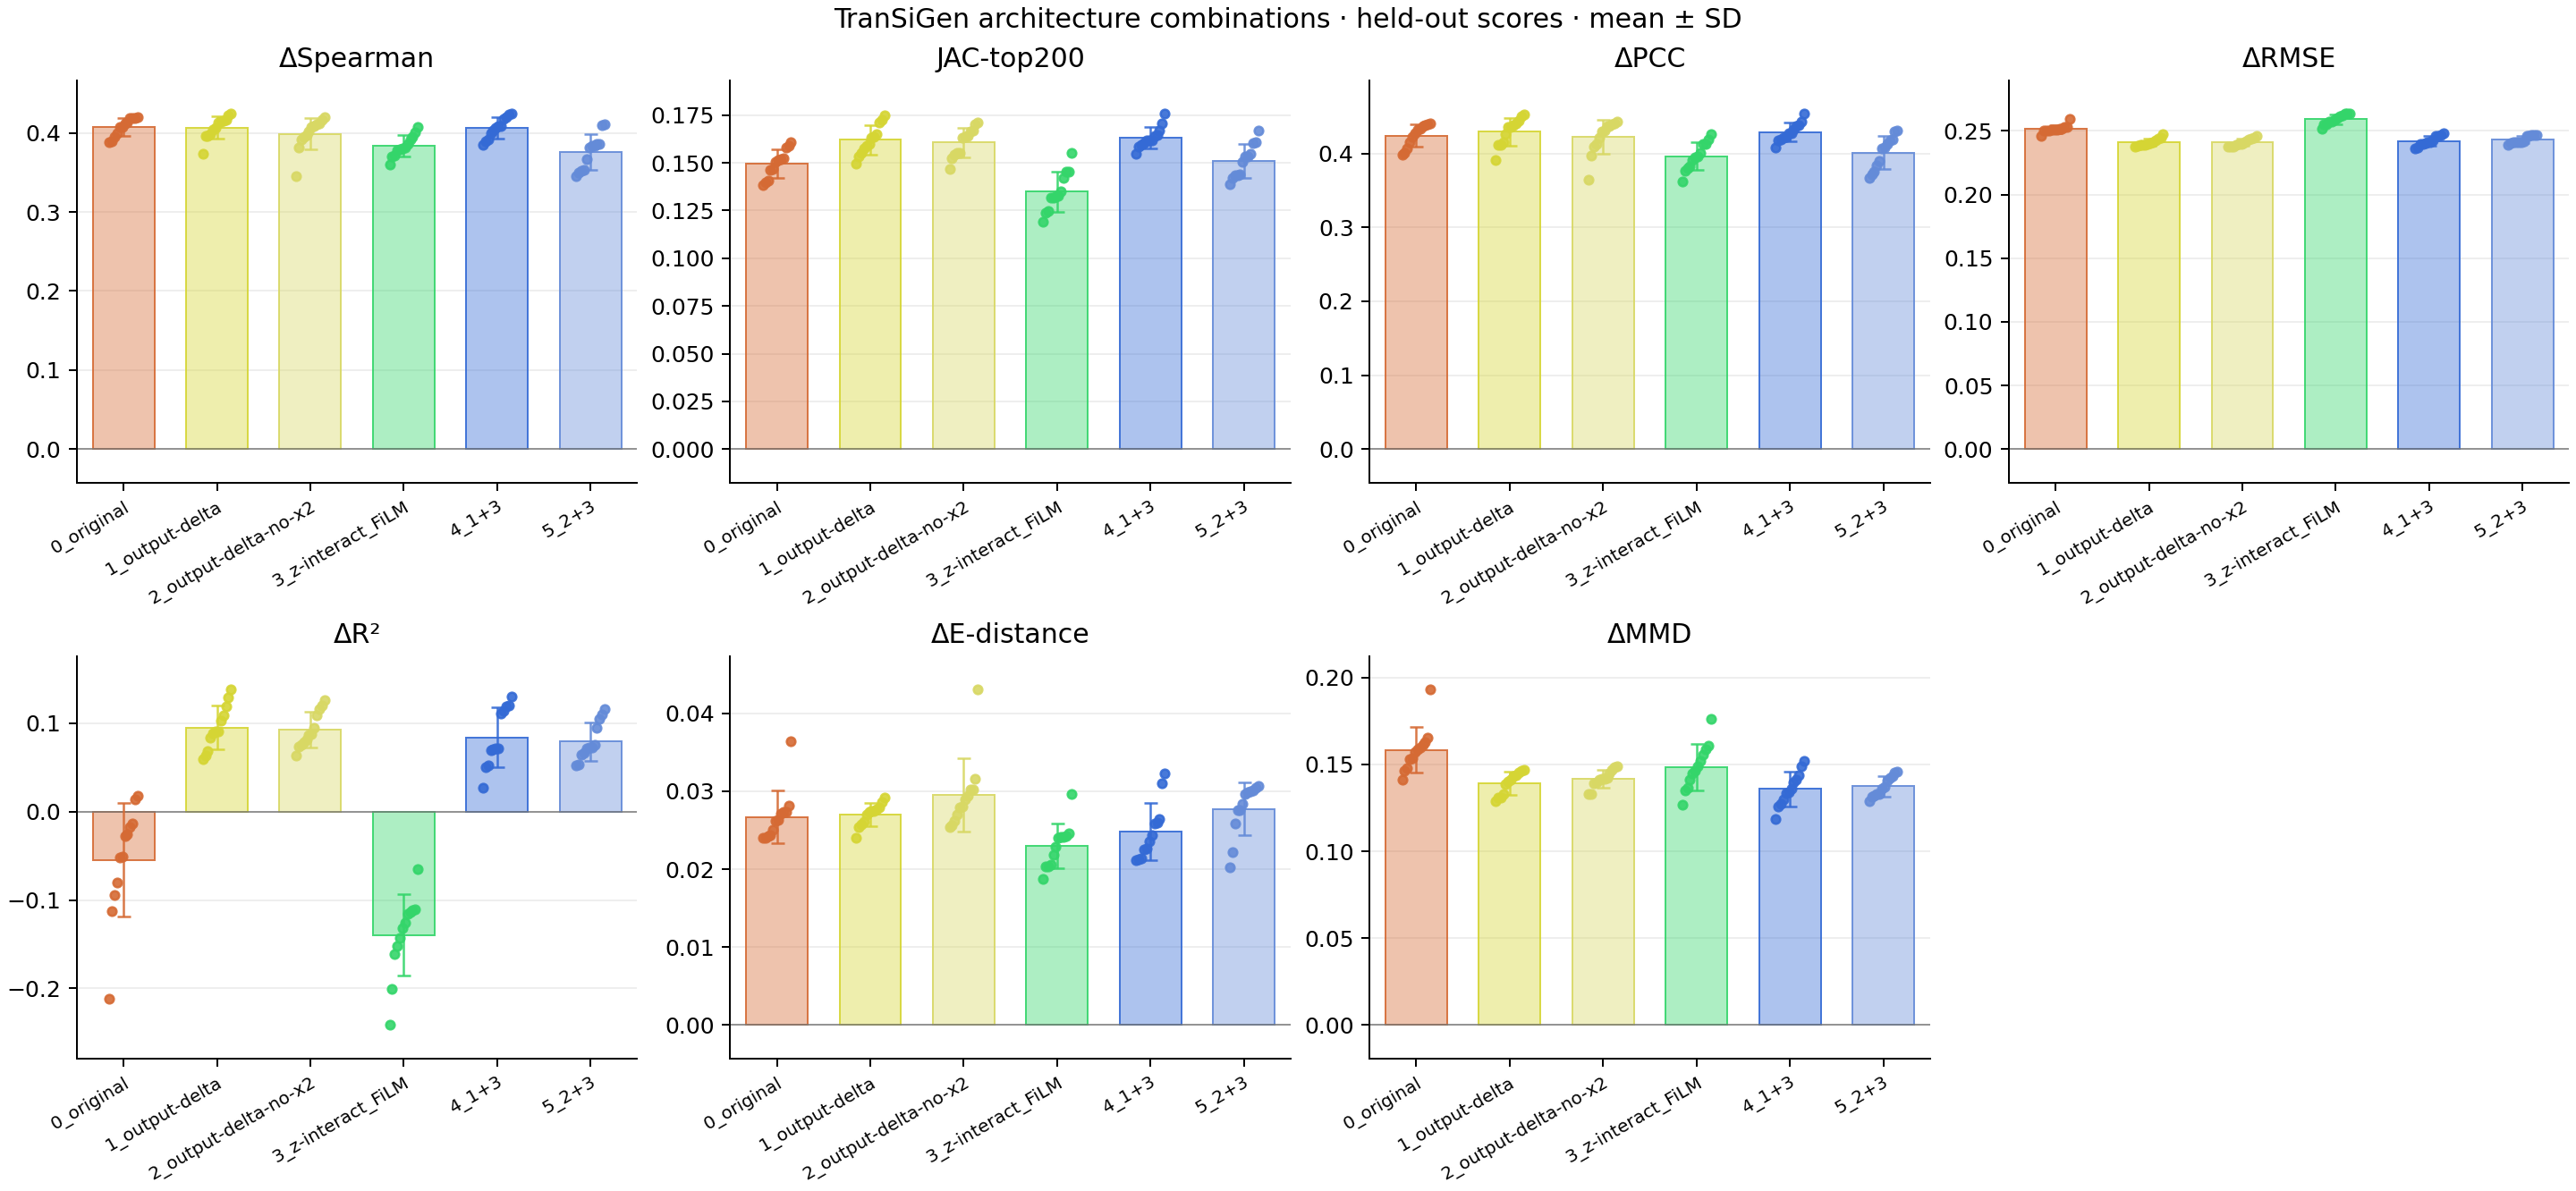 TranSiGen architecture combinations · held-out scores · mean ± SD
ΔSpearman
0.4
0.3
0.2
0.1
0.0
0_original
1_output-delta
2_output-delta-no-x2
3_z-interact_FiLM
4_1+3
5_2+3
JAC-top200
0.175
0.150
0.125
0.100
0.075
0.050
0.025
0.000
0_original
1_output-delta
2_output-delta-no-x2
3_z-interact_FiLM
4_1+3
5_2+3
ΔPCC
0.4
0.3
0.2
0.1
0.0
0_original
1_output-delta
2_output-delta-no-x2
3_z-interact_FiLM
4_1+3
5_2+3
ΔRMSE
0.25
0.20
0.15
0.10
0.05
0.00
0_original
1_output-delta
2_output-delta-no-x2
3_z-interact_FiLM
4_1+3
5_2+3
ΔR²
0.1
0.0
−0.1
−0.2
0_original
1_output-delta
2_output-delta-no-x2
3_z-interact_FiLM
4_1+3
5_2+3
ΔE-distance
0.04
0.03
0.02
0.01
0.00
0_original
1_output-delta
2_output-delta-no-x2
3_z-interact_FiLM
4_1+3
5_2+3
ΔMMD
0.20
0.15
0.10
0.05
0.00
0_original
1_output-delta
2_output-delta-no-x2
3_z-interact_FiLM
4_1+3
5_2+3